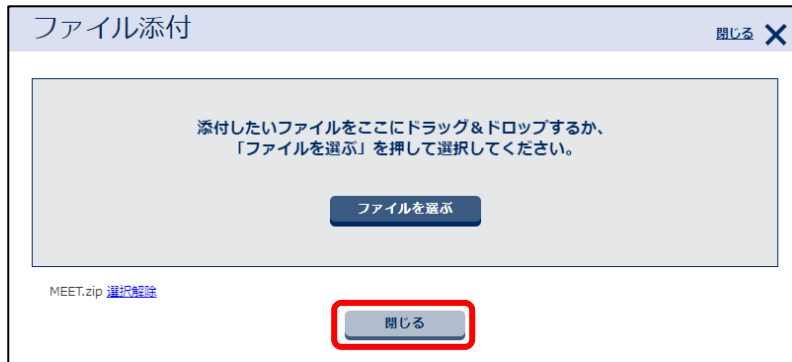 ファイル添付
閉じる
添付したいファイルをここにドラッグ&ドロップするか、
「ファイルを選ぶ」を押して選択してください。
ファイルを選ぶ
MEET.zip 選択解除
閉じる